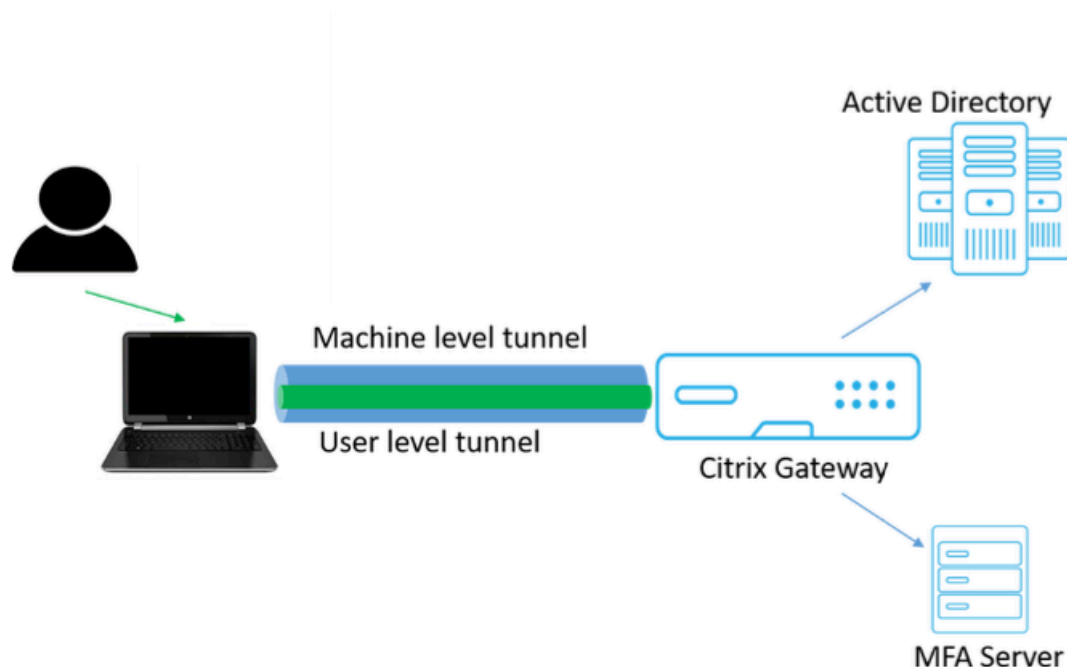 Active Directory
Machine level tunnel
User level tunnel
Citrix Gateway
MFA Server